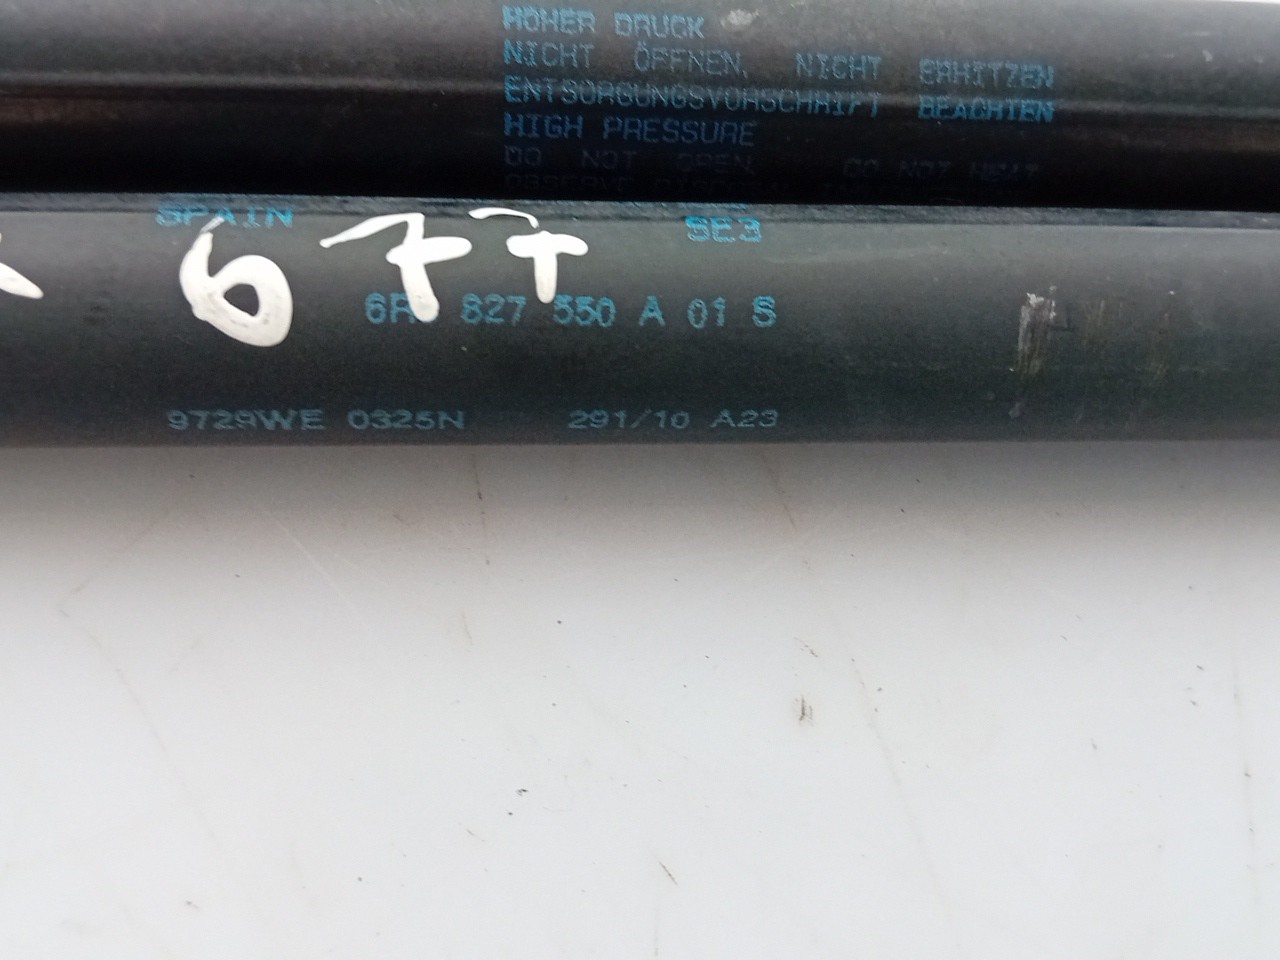 HOHER DRUCK
NICHT ÖFFNEN, NICHT ERHITZEN
ENTSORGUNGSVORSCHRIFT BEACHTEN
HIGH PRESSURE
DO NOT OPEN, DO NOT HEAT
OBSERVE
SPAIN SE3
677
827 550 A 01 S
9729WE 0325N 291/10 A23